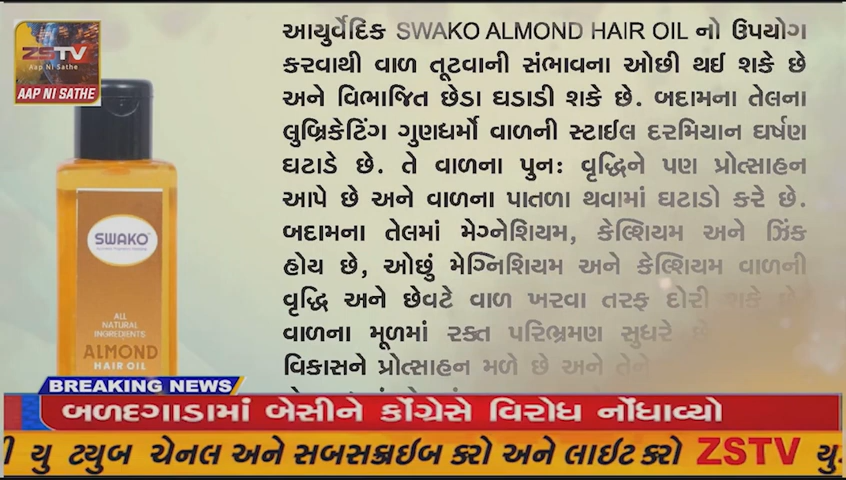 ZSTV
Aap Ni Sathe
AAP NI SATHE
આયુર્વેદિક SWAKO ALMOND HAIR OIL નો ઉપયોગ
કરવાથી વાળ તૂટવાની સંભાવના ઓછી થઈ શકે છે
અને વિભાજિત છેડા ઘડાડી શકે છે. બદામના તેલના
લુબ્રિકેટિંગ ગુણધર્મો વાળની સ્ટાઈલ દરમિયાન ઘર્ષણ
ઘટાડે છે. તે વાળના પુનઃ વૃદ્ધિને પણ પ્રોત્સાહન
આપે છે અને વાળના પાતળા થવામાં ઘટાડો કરે છે.
બદામના તેલમાં મેગ્નેશિયમ, કેલ્શિયમ અને ઝિંક
હોય છે, ઓછું મેગ્નિશિયમ અને કેલ્શિયમ વાળની
વૃદ્ધિ અને છેવટે વાળ ખરવા તરફ દોરી શકે છે.
વાળના મૂળમાં રક્ત પરિભ્રમણ સુધરે છે
વિકાસને પ્રોત્સાહન મળે છે અને તેને
SWAKO
ALL
NATURAL
INGREDIENTS
ALMOND
HAIR OIL
BREAKING NEWS
બળદગાડામાં બેસીને કોંગ્રેસે વિરોધ નોંધાવ્યો
ી યુ ટ્યુબ ચેનલ અને સબસક્રાઇબ કરો અને લાઈટ કરો ZSTV યુ